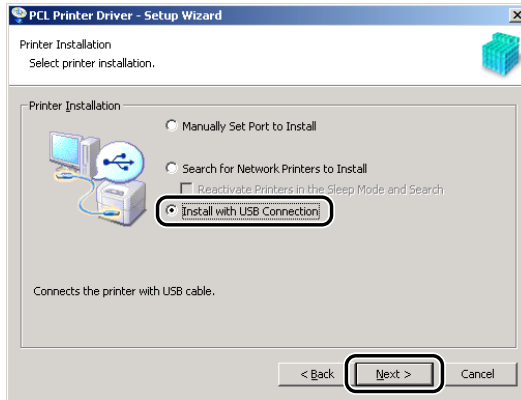 PCL Printer Driver - Setup Wizard
Printer Installation
Select printer installation.
Printer Installation
Manually Set Port to Install
Search for Network Printers to Install
Reactivate Printers in the Sleep Mode and Search
Install with USB Connection
Connects the printer with USB cable.
< Back Next > Cancel